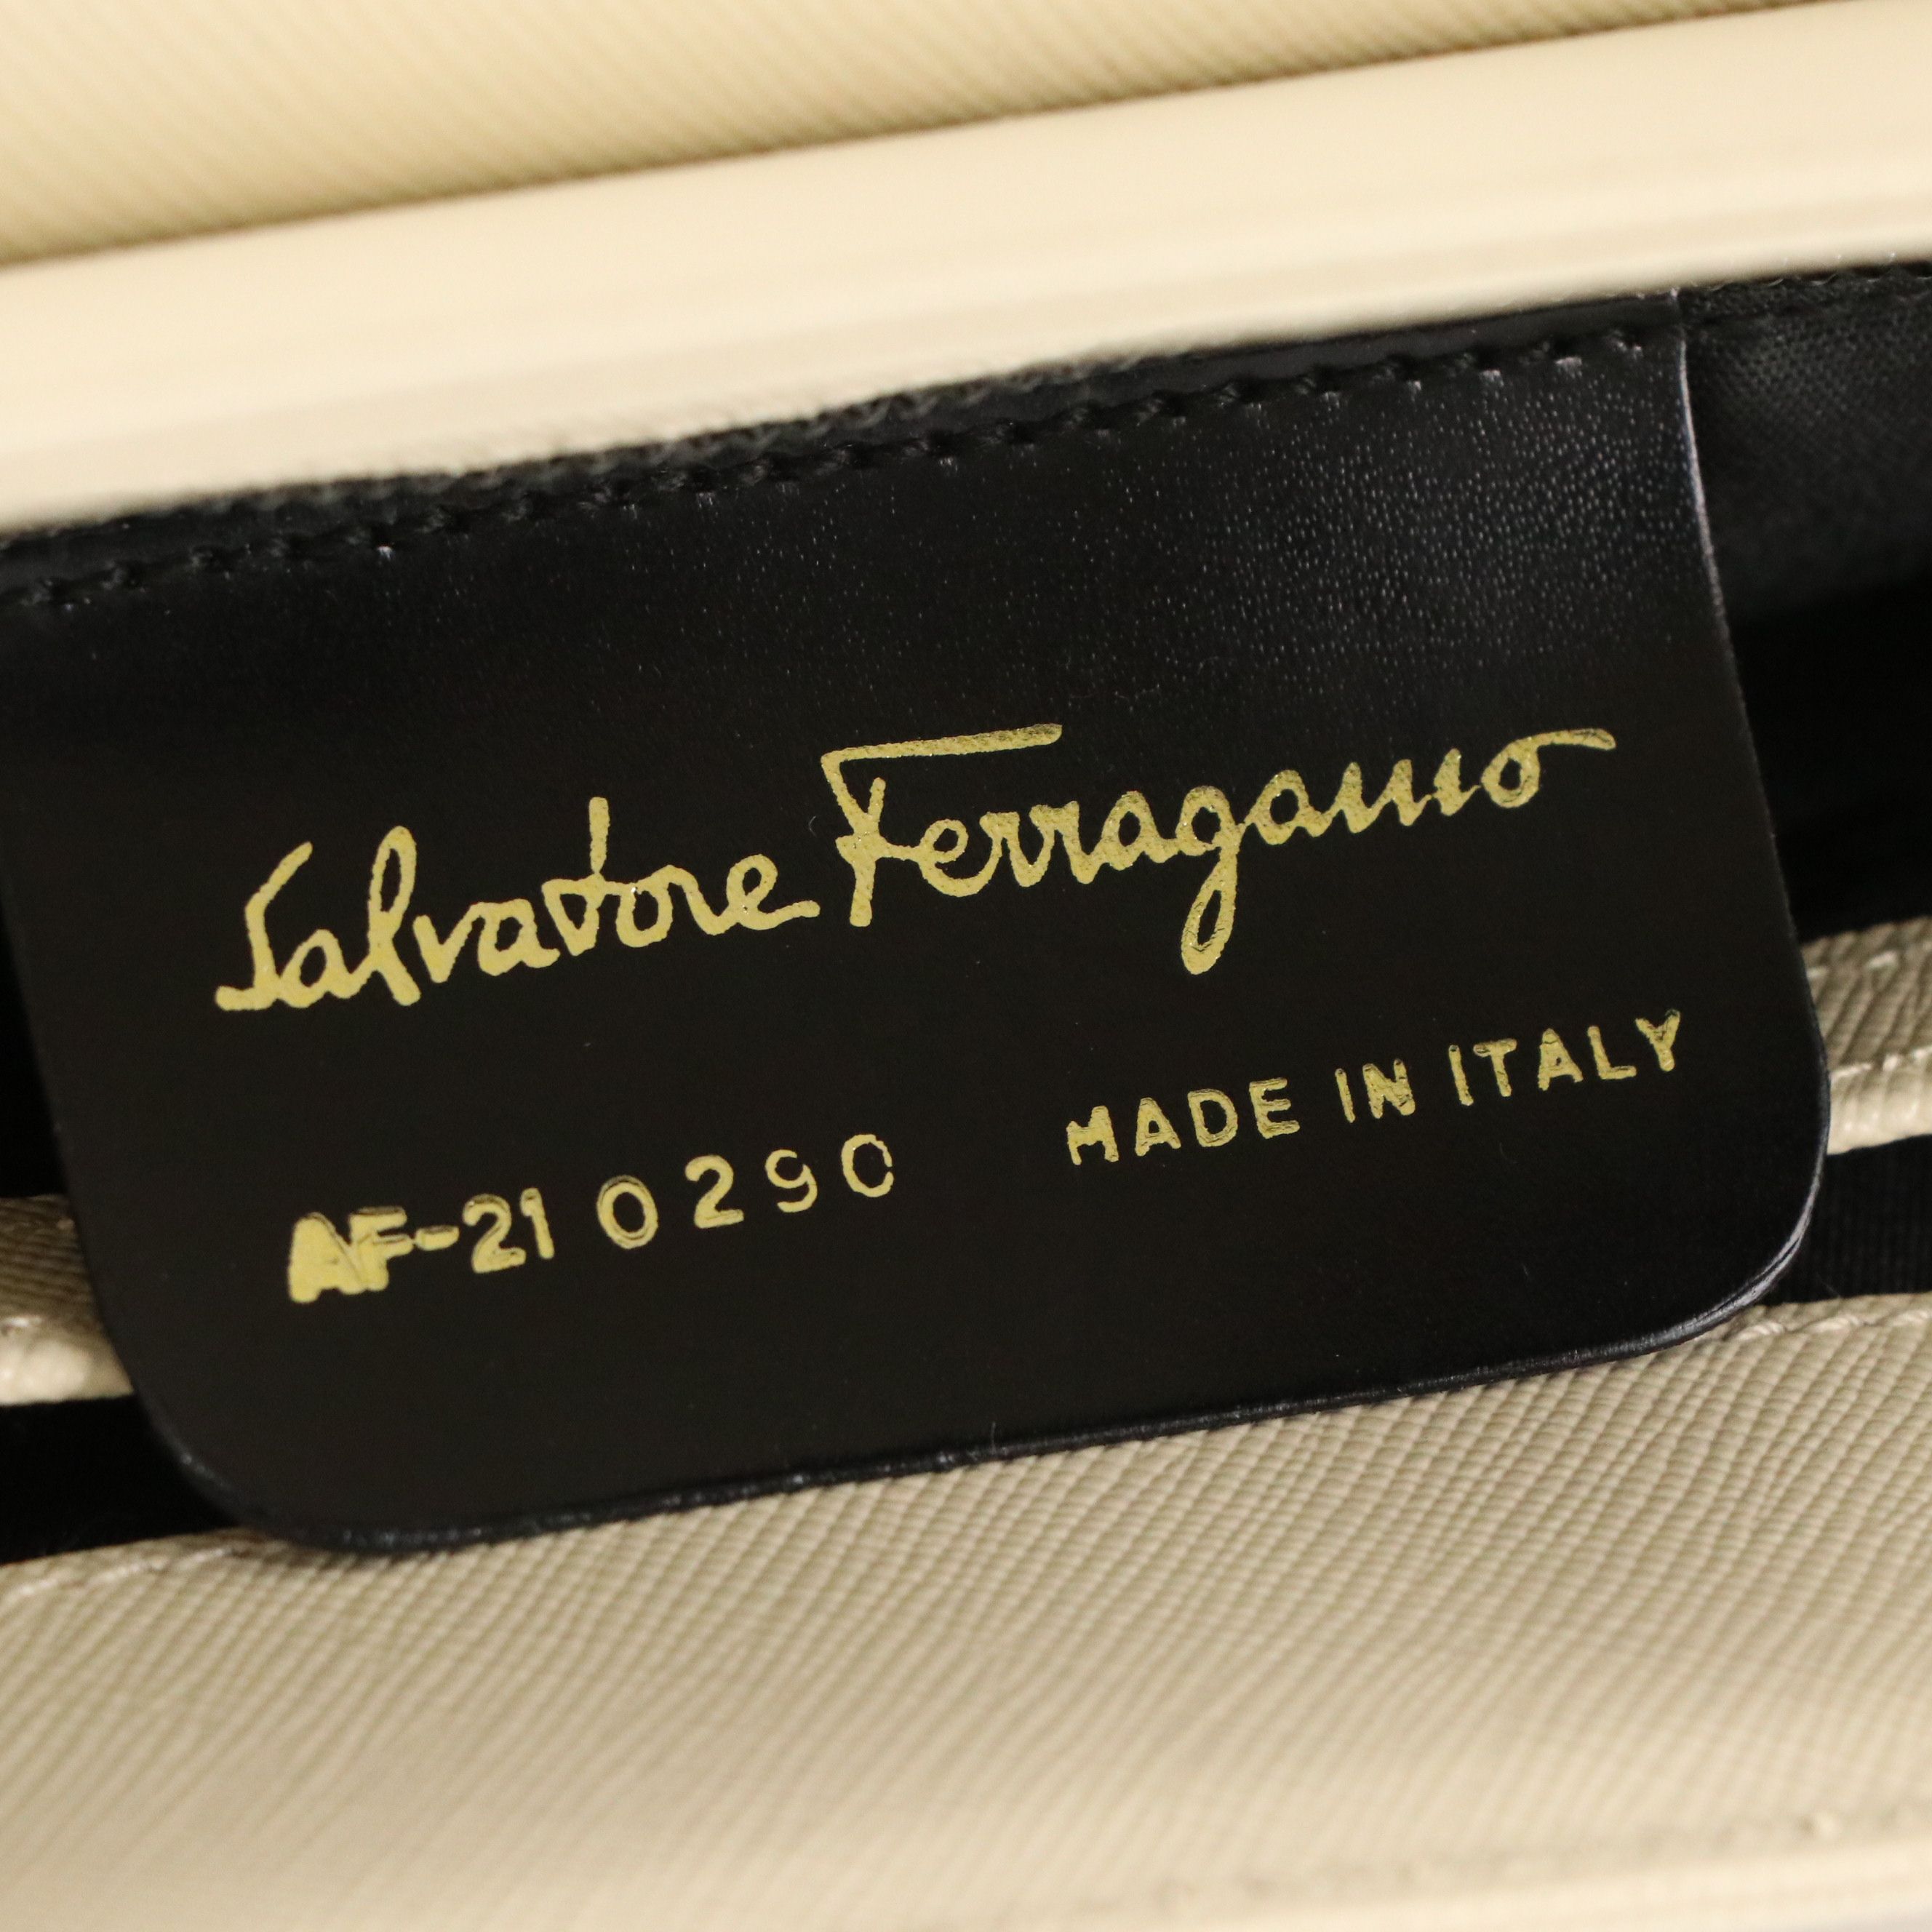 Salvatore Ferragamo
AF-21 0290 MADE IN ITALY